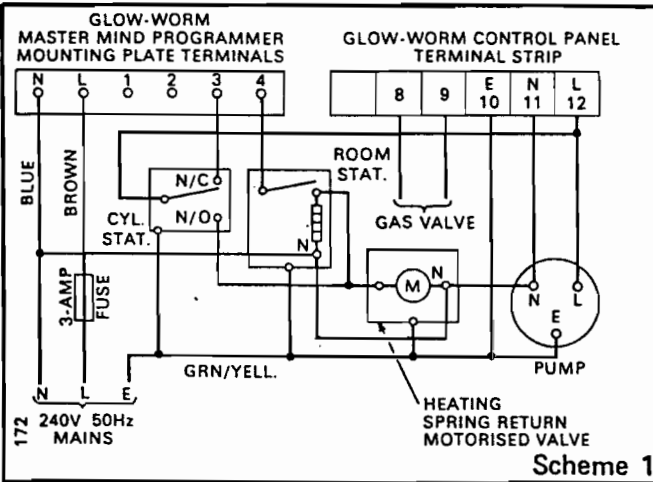 GLOW-WORM
MASTER MIND PROGRAMMER
MOUNTING PLATE TERMINALS
GLOW-WORM CONTROL PANEL
TERMINAL STRIP
N L 1 2 3 4
8 9 E 10 N 11 L 12
BLUE
BROWN
N/C
N/O
CYL.
STAT.
ROOM
STAT.
N
GAS VALVE
3-AMP
FUSE
M
N
N L
E
PUMP
GRN/YELL.
N L E
240V 50Hz
MAINS
HEATING
SPRING RETURN
MOTORISED VALVE
172
Scheme 1